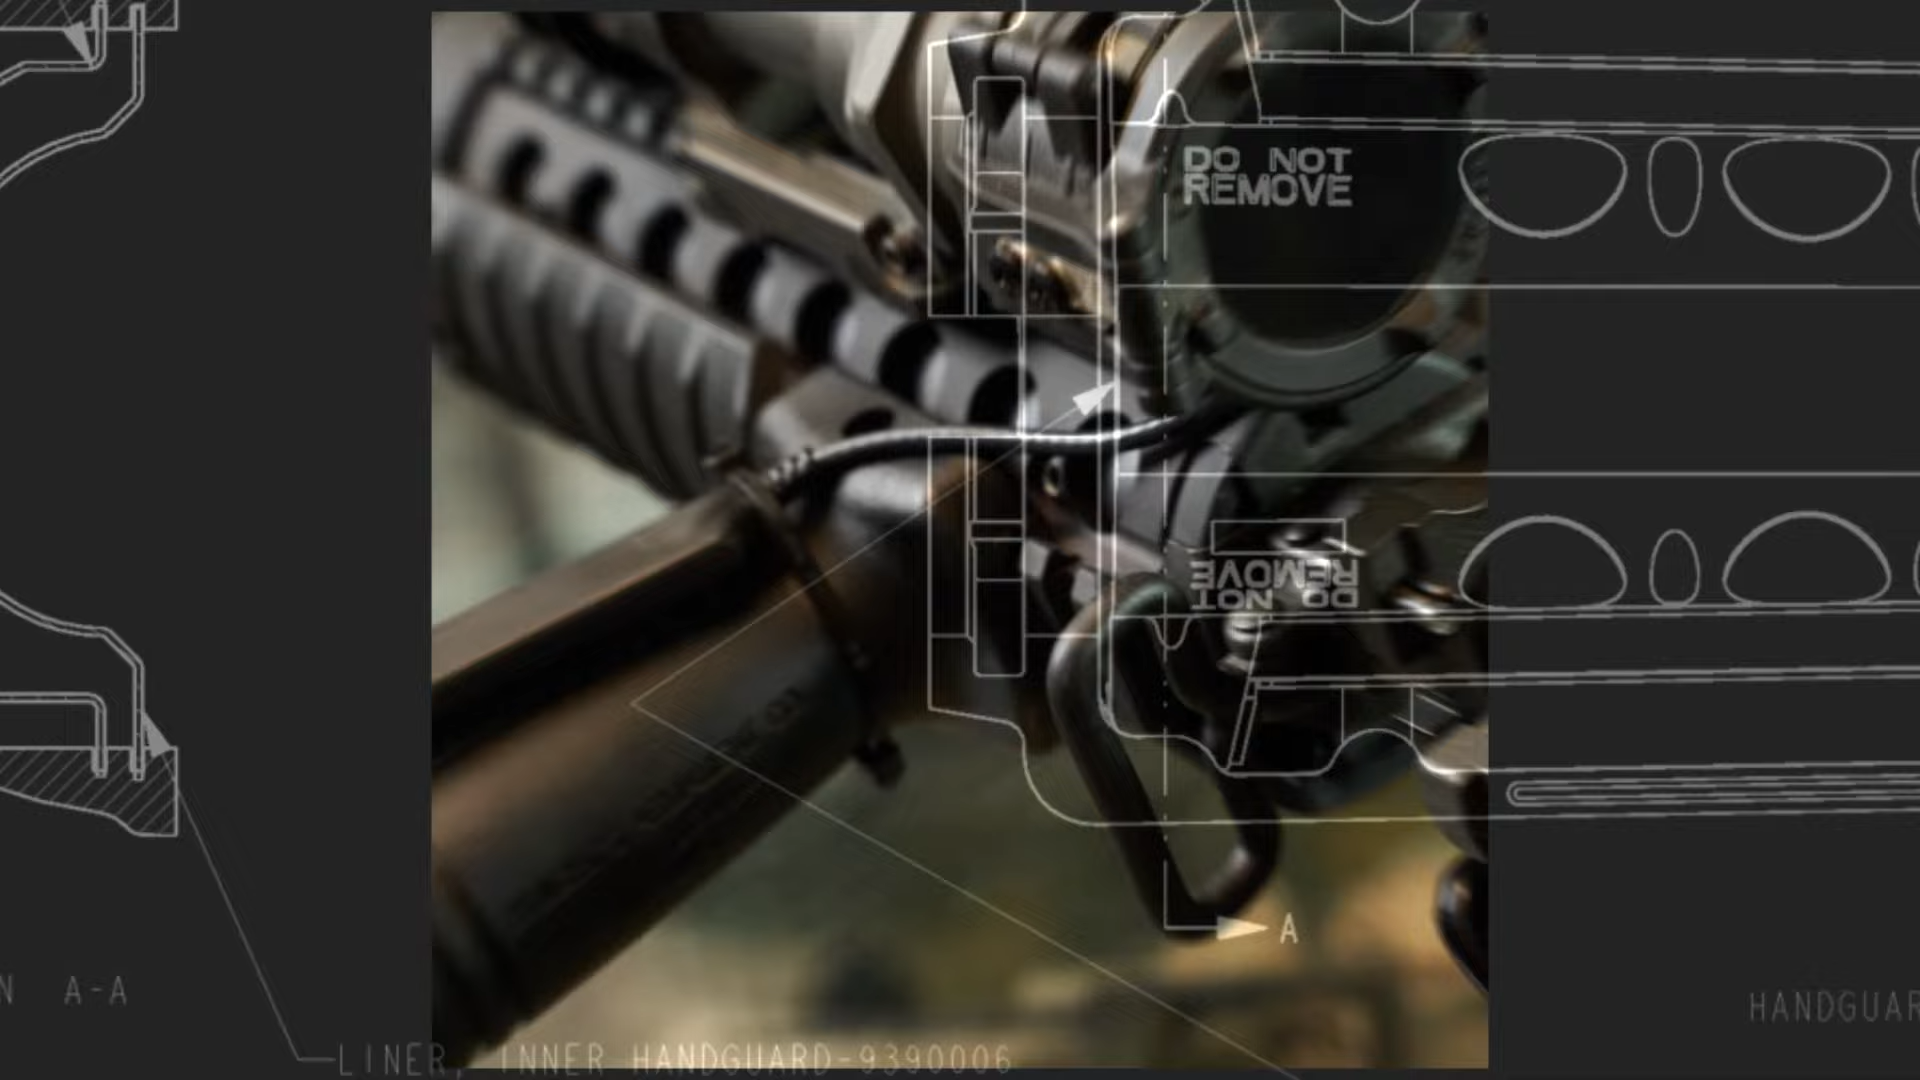 DO NOT
REMOVE
DO NOT
REMOVE
A
N A-A
HANDGUAR
LINER, INNER HANDGUARD-9390006